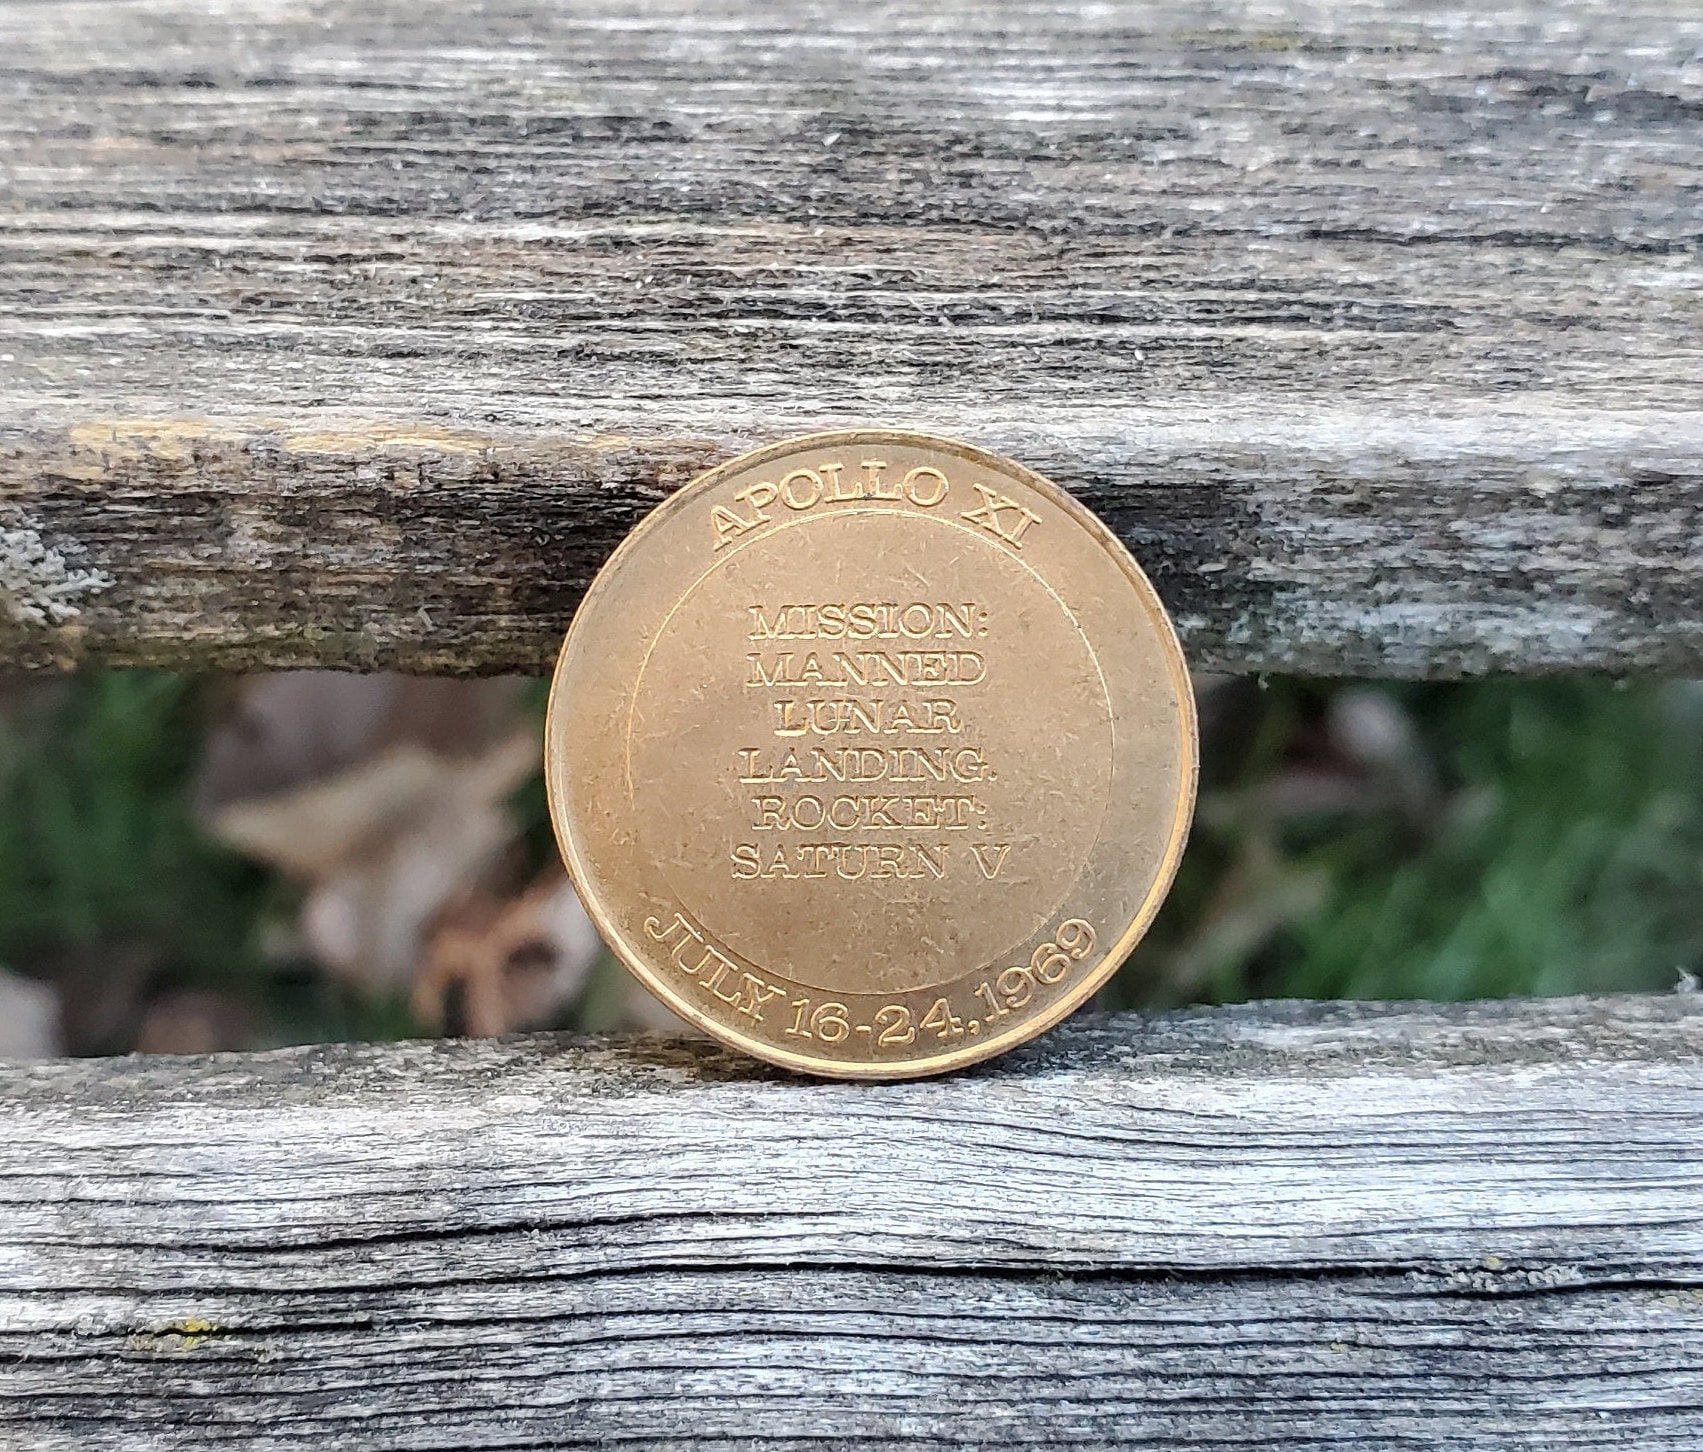 APOLLO XI
MISSION:
MANNED
LUNAR
LANDING.
ROCKET:
SATURN V
JULY 16-24, 1969